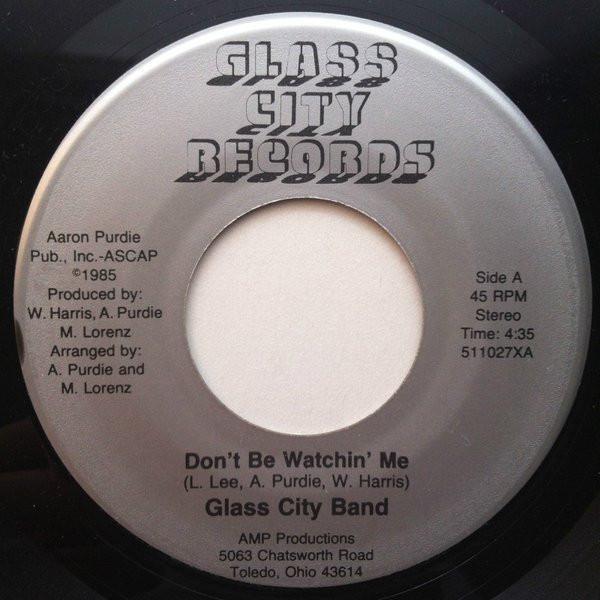 GLASS
CITY
RECORDS
Aaron Purdie
Pub., Inc.-ASCAP
©1985
Produced by:
W. Harris, A. Purdie
M. Lorenz
Arranged by:
A. Purdie and
M. Lorenz
Side A
45 RPM
Stereo
Time: 4:35
511027XA
Don't Be Watchin' Me
(L. Lee, A. Purdie, W. Harris)
Glass City Band
AMP Productions
5063 Chatsworth Road
Toledo, Ohio 43614